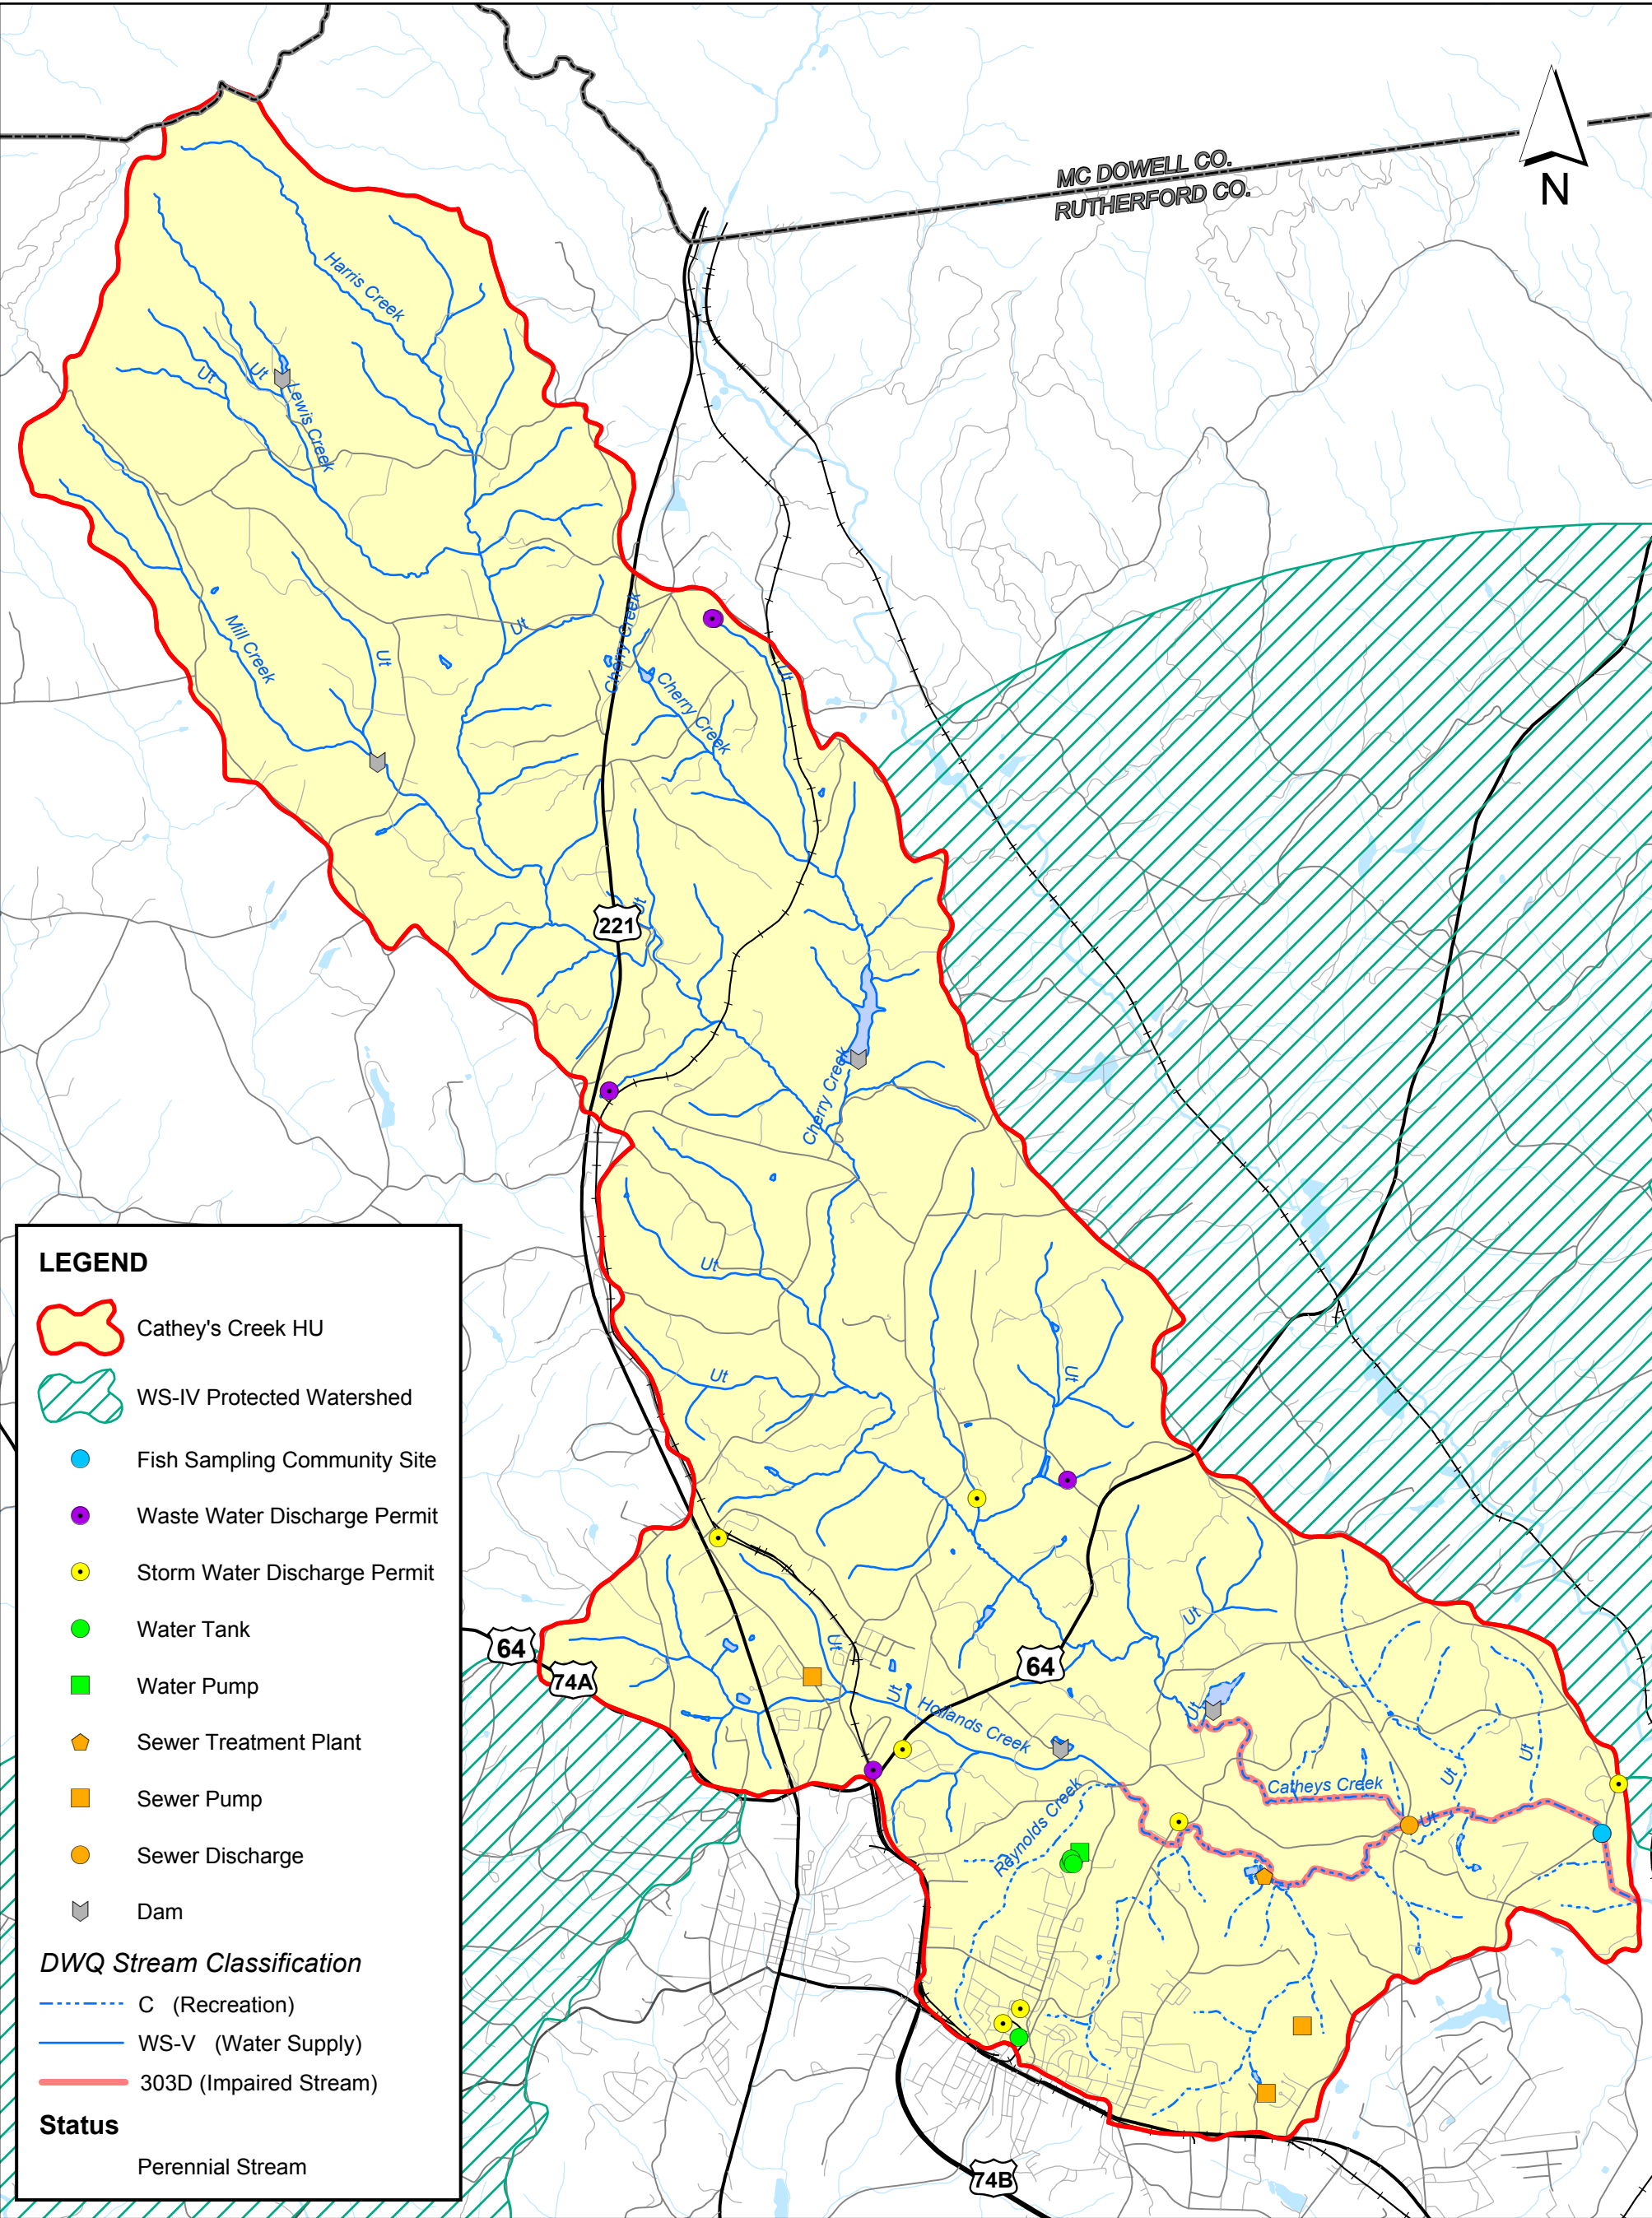 MC DOWELL CO.
RUTHERFORD CO.
N
Harris Creek
Ut
Ut
Lewis Creek
Mill Creek
Ut
Ut
Cherry Creek
Cherry Creek
Ut
Ut
221
Cherry Creek
Ut
Ut
Ut
64
74A
Ut
Ut
Hollands Creek
64
Ut
Ut
Raynolds Creek
Catheys Creek
Ut
Ut
Ut
74B
LEGEND
Cathey's Creek HU
WS-IV Protected Watershed
Fish Sampling Community Site
Waste Water Discharge Permit
Storm Water Discharge Permit
Water Tank
Water Pump
Sewer Treatment Plant
Sewer Pump
Sewer Discharge
Dam
DWQ Stream Classification
C (Recreation)
WS-V (Water Supply)
303D (Impaired Stream)
Status
Perennial Stream